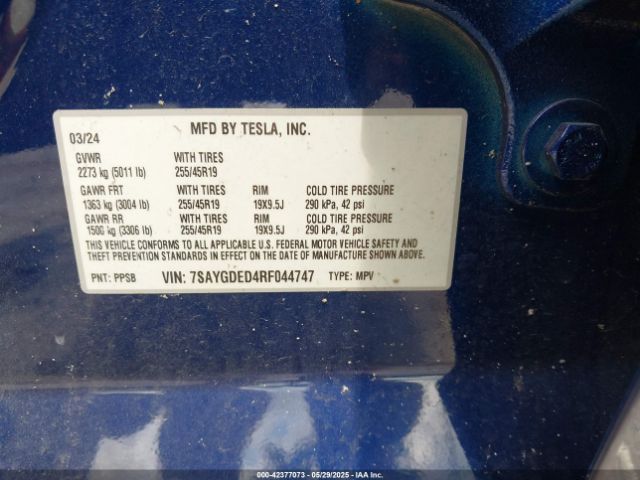 MFD BY TESLA, INC.
03/24
GVWR WITH TIRES
2273 kg (5011 lb) 255/45R19
GAWR FRT WITH TIRES RIM COLD TIRE PRESSURE
1363 kg (3004 lb) 255/45R19 19X9.5J 290 kPa, 42 psi
GAWR RR WITH TIRES RIM COLD TIRE PRESSURE
1500 kg (3306 lb) 255/45R19 19X9.5J 290 kPa, 42 psi
THIS VEHICLE CONFORMS TO ALL APPLICABLE U.S. FEDERAL MOTOR VEHICLE SAFETY AND
THEFT PREVENTION STANDARDS IN EFFECT ON THE DATE OF MANUFACTURE SHOWN ABOVE.
PNT: PPSB VIN: 7SAYGDED4RF044747 TYPE: MPV
000-42377073 - 05/29/2025 - IAA Inc.